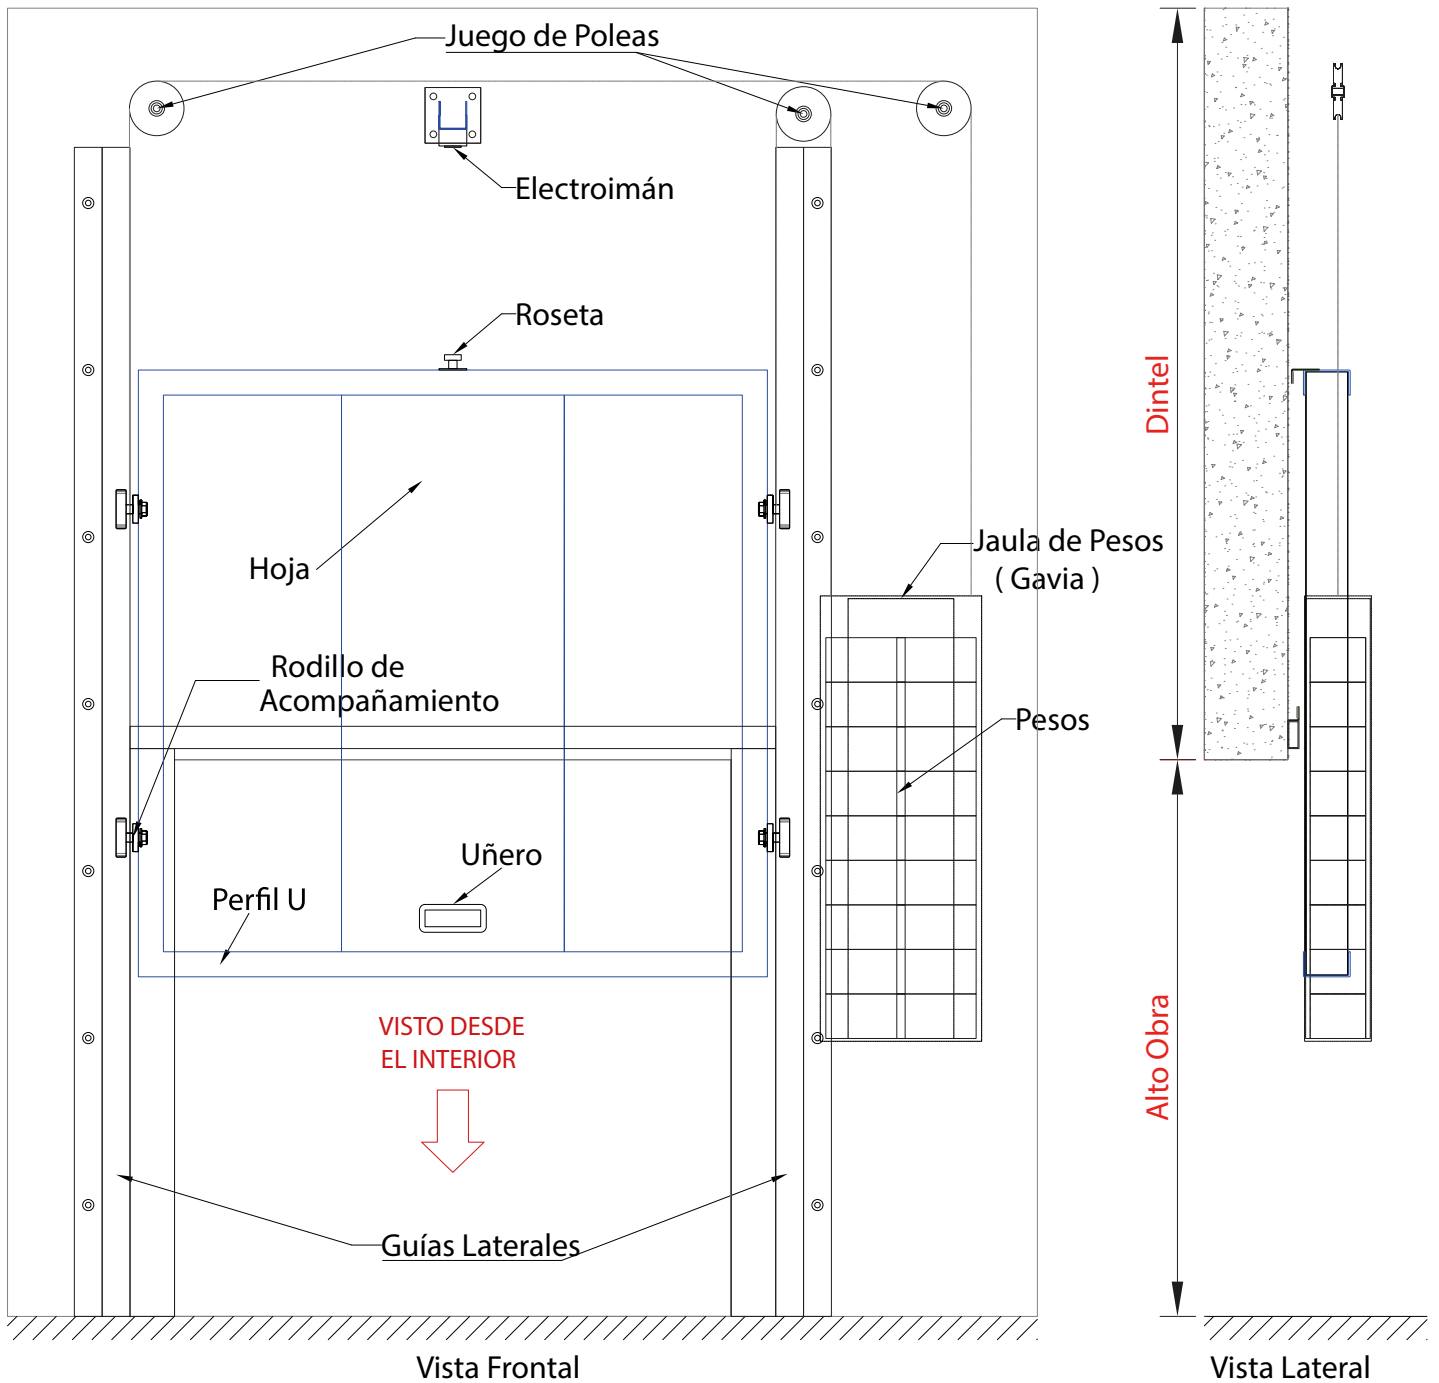 Juego de Poleas
Electroimán
Roseta
Hoja
Jaula de Pesos
( Gavia )
Rodillo de
Acompañamiento
Pesos
Uñero
Perfil U
VISTO DESDE
EL INTERIOR
Guías Laterales
Vista Frontal
Dintel
Alto Obra
Vista Lateral